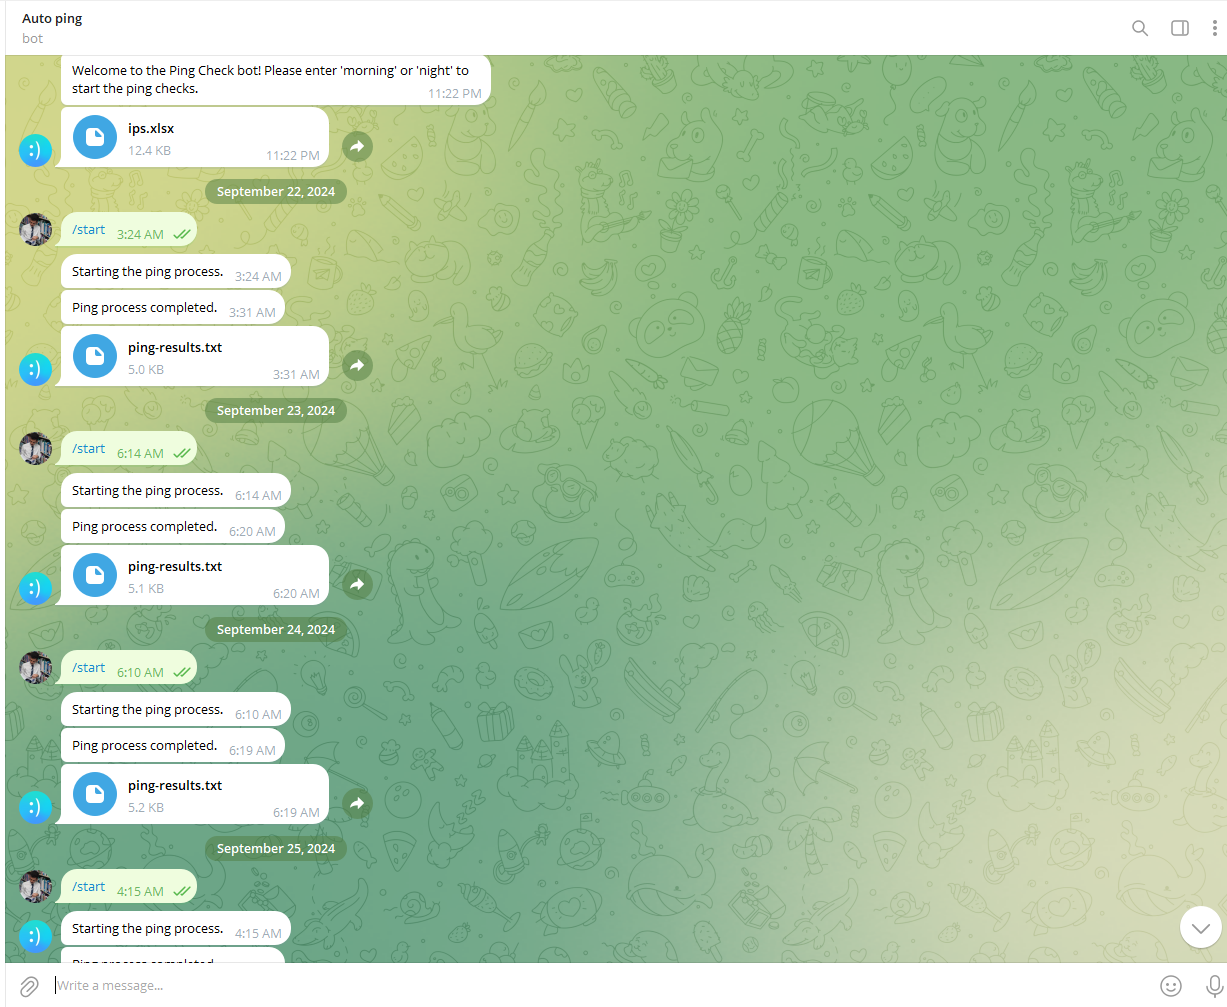 Auto ping
bot
Welcome to the Ping Check bot! Please enter 'morning' or 'night' to
start the ping checks.
11:22 PM
ips.xlsx
12.4 KB
11:22 PM
:)
September 22, 2024
/start 3:24 AM
Starting the ping process. 3:24 AM
Ping process completed. 3:31 AM
ping-results.txt
5.0 KB
3:31 AM
:)
September 23, 2024
/start 6:14 AM
Starting the ping process. 6:14 AM
Ping process completed. 6:20 AM
ping-results.txt
5.1 KB
6:20 AM
:)
September 24, 2024
/start 6:10 AM
Starting the ping process. 6:10 AM
Ping process completed. 6:19 AM
ping-results.txt
5.2 KB
6:19 AM
:)
September 25, 2024
/start 4:15 AM
Starting the ping process. 4:15 AM
:)
Ping process completed
Write a message...